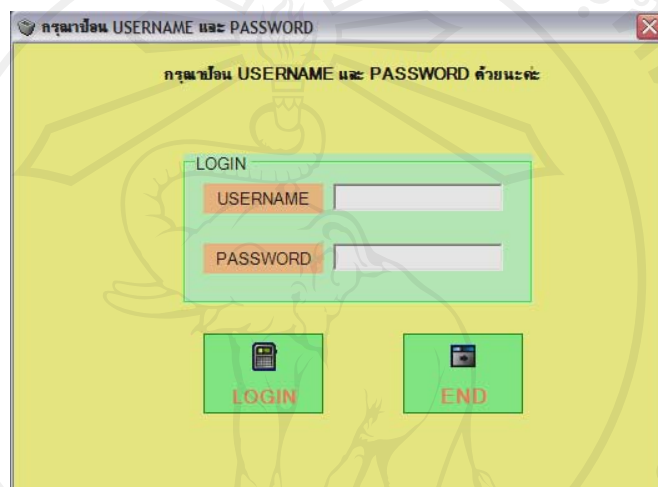 กรุณาป้อน USERNAME และ PASSWORD
กรุณาป้อน USERNAME และ PASSWORD ด้วยนะค่ะ
LOGIN
USERNAME
PASSWORD
LOGIN END